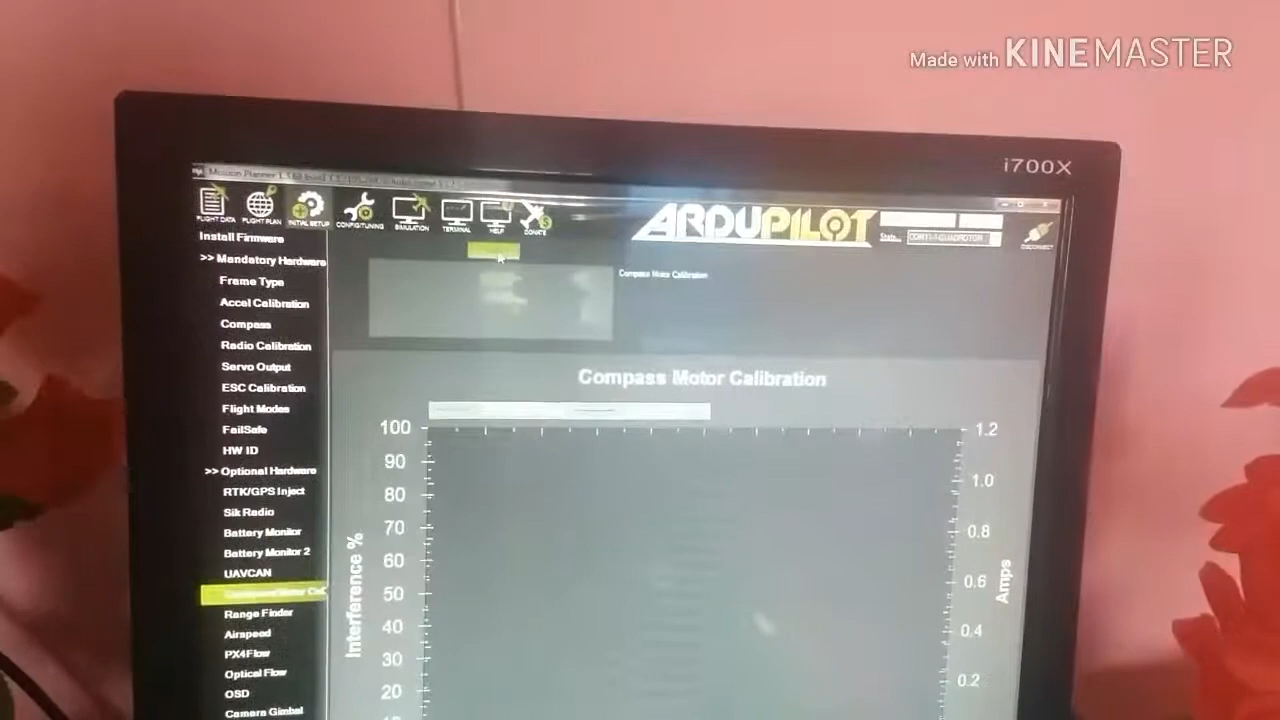 Made with KINEMASTER
i700X
FLIGHT DATA
FLIGHT PLAN
INITIAL SETUP
CONFIG/TUNING
SIMULATION
TERMINAL
HELP
DONATE
ARDUPILOT
Stats...
DISCONNECT
Install Firmware
>> Mandatory Hardware
Frame Type
Accel Calibration
Compass
Radio Calibration
Servo Output
ESC Calibration
Flight Modes
FailSafe
HW ID
>> Optional Hardware
RTK/GPS Inject
Sik Radio
Battery Monitor
Battery Monitor 2
UAVCAN
Range Finder
Airspeed
PX4Flow
Optical Flow
OSD
Camera Gimbal
Compass Motor Calibration
Compass Motor Calibration
Interference %
100
90
80
70
60
50
40
30
20
1.2
1.0
0.8
0.6
0.4
0.2
Amps